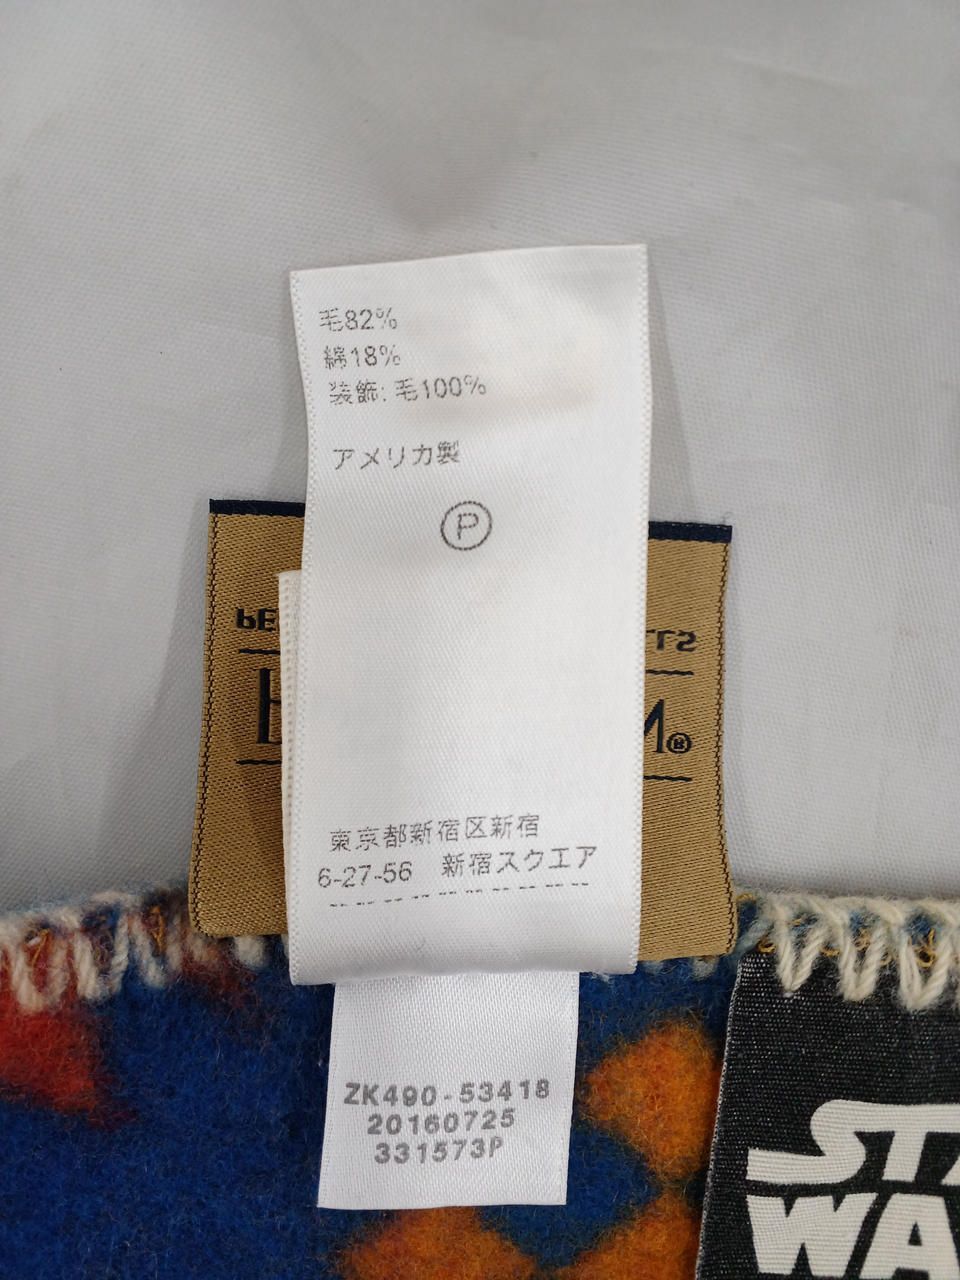 毛82%
綿18%
装飾: 毛100%
アメリカ製
P
東京都新宿区新宿
6-27-56 新宿スクエア
ZK490-53418
20160725
331573P
STAR
WA